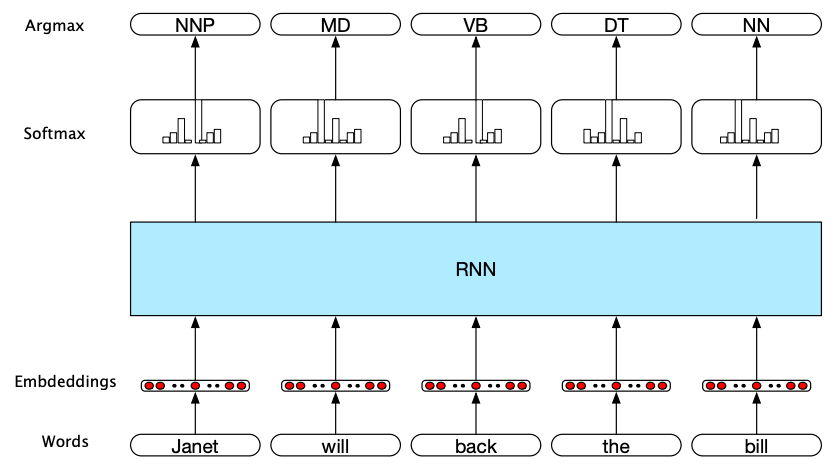 Argmax NNP MD VB DT NN
Softmax
RNN
Embdeddings
Words Janet will back the bill